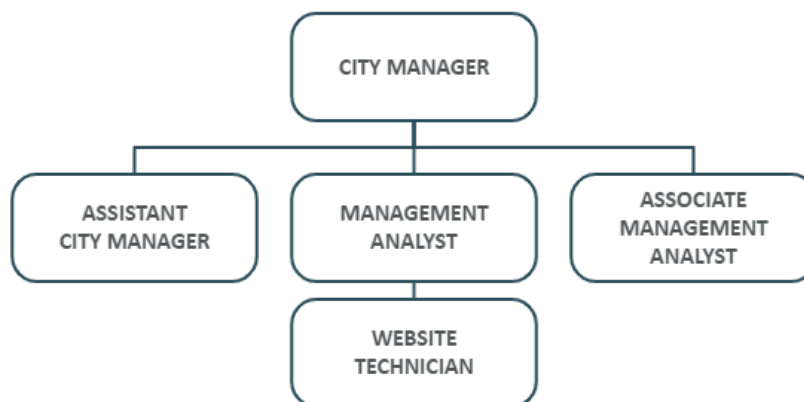 CITY MANAGER
ASSISTANT
CITY MANAGER
MANAGEMENT
ANALYST
ASSOCIATE
MANAGEMENT
ANALYST
WEBSITE
TECHNICIAN